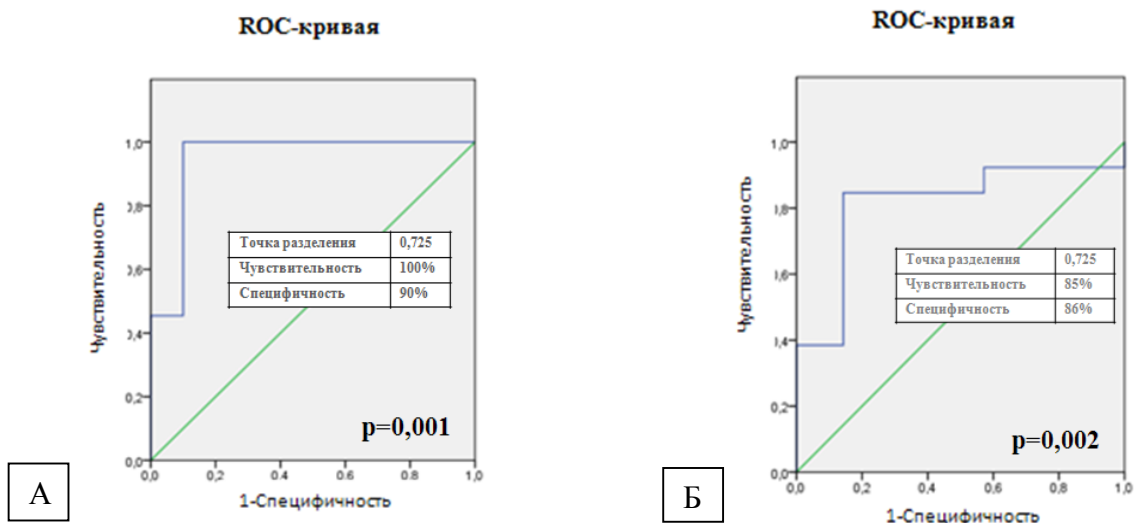 ROC-кривая
1,0
0,8
0,6
0,4
0,2
0,0
0,0
0,2
0,4
0,6
0,8
1,0
Чувствительность
1-Специфичность
Точка разделения 0,725
Чувствительность 100%
Специфичность 90%
p=0,001
А
ROC-кривая
1,0
0,8
0,6
0,4
0,2
0,0
0,0
0,2
0,4
0,6
0,8
1,0
Чувствительность
1-Специфичность
Точка разделения 0,725
Чувствительность 85%
Специфичность 86%
p=0,002
Б